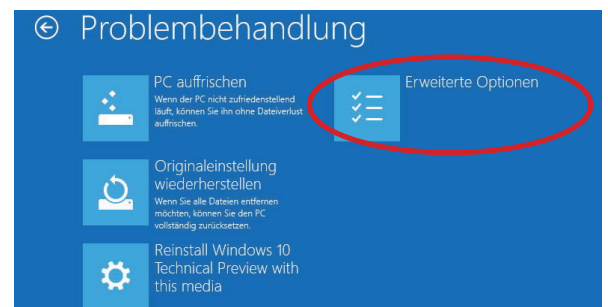 Problembehandlung
PC auffrischen
Wenn der PC nicht zufriedenstellend
läuft, können Sie ihn ohne Dateiverlust
auffrischen.
Erweiterte Optionen
Originaleinstellung
wiederherstellen
Wenn Sie alle Dateien entfernen
möchten, können Sie den PC
vollständig zurücksetzen.
Reinstall Windows 10
Technical Preview with
this media